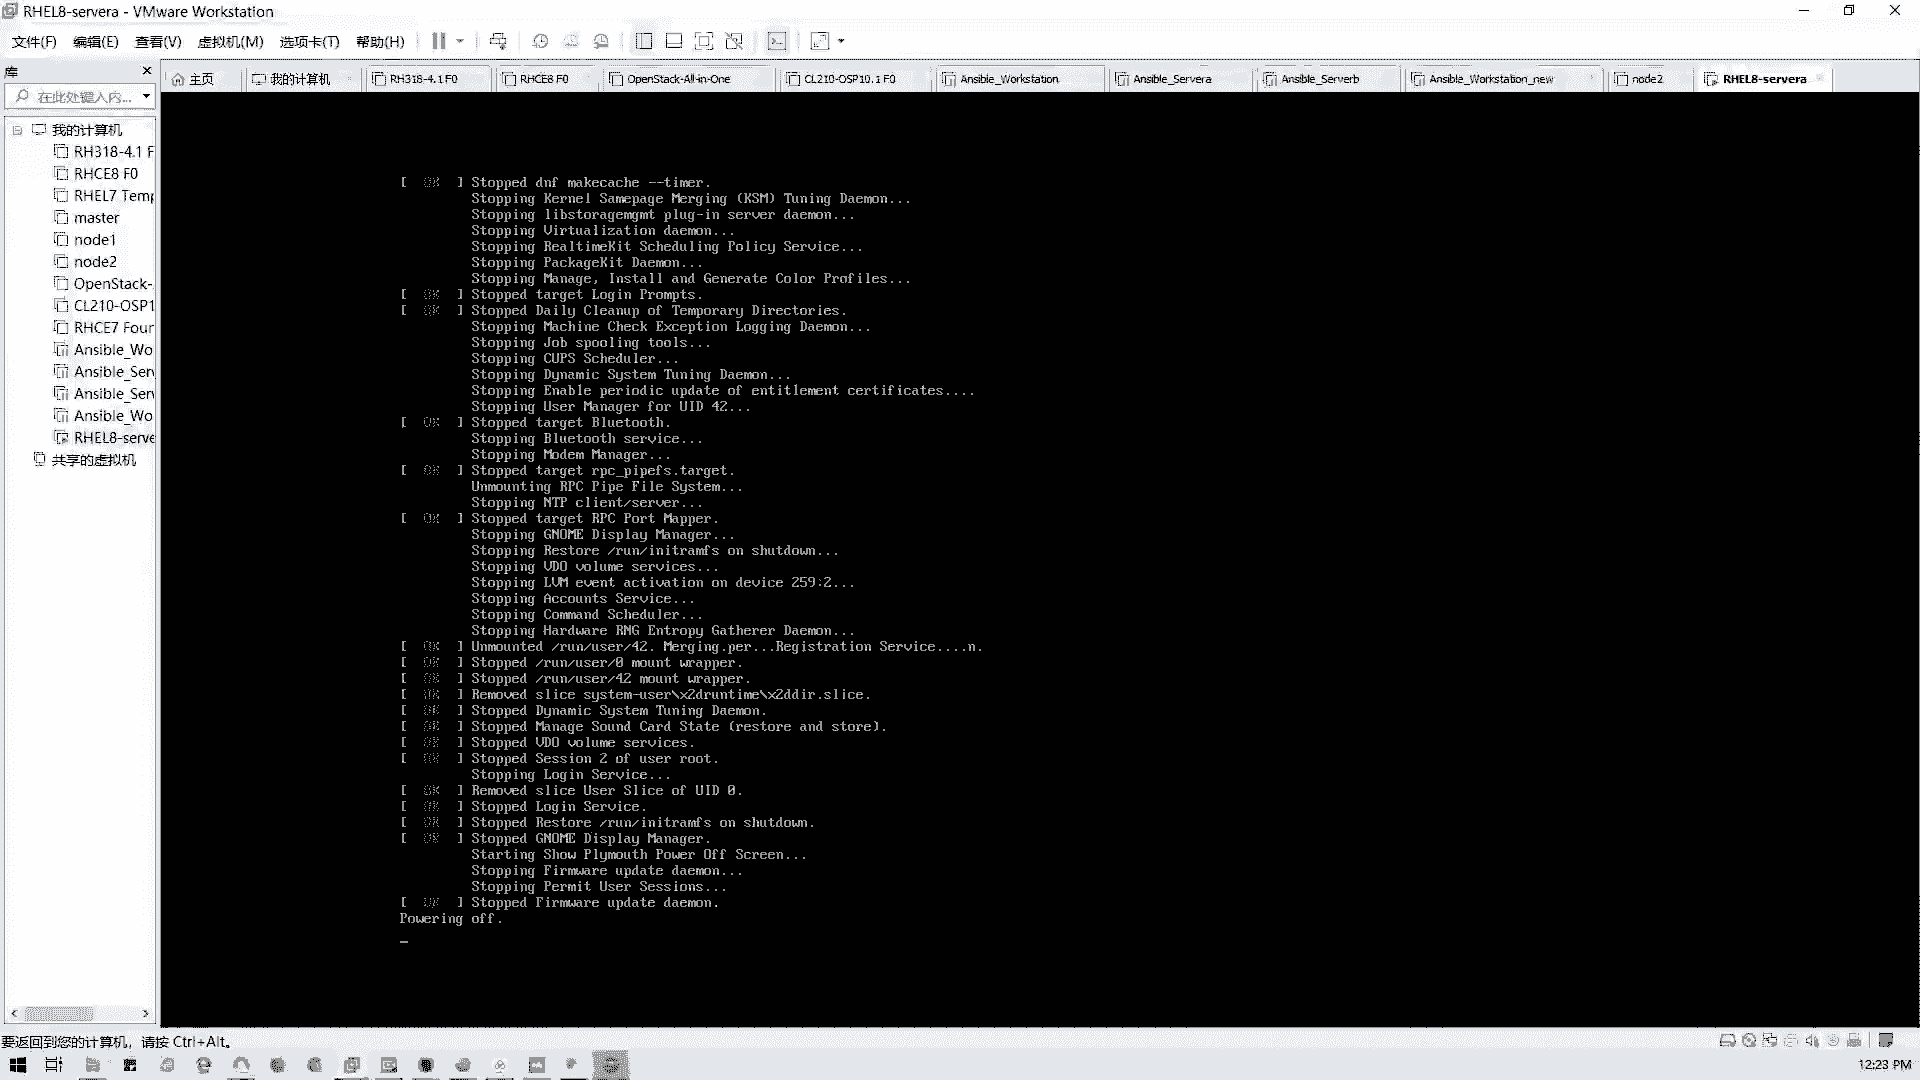 RHEL8-servera - VMware Workstation
文件(F) 编辑(E) 查看(V) 虚拟机(M) 选项卡(T) 帮助(H)
库
主页 我的计算机 RH318-4.1 F0 RHCE8 F0 OpenStack-All-in-One CL210-OSP10.1 F0 Ansible_Workstation Ansible_Servera Ansible_Serverb Ansible_Workstation_new node2 RHEL8-servera
在此处键入内...
我的计算机
RH318-4.1 F
RHCE8 F0
RHEL7 Temp
master
node1
node2
OpenStack-
CL210-OSP1
RHCE7 Four
Ansible_Wo
Ansible_Serv
Ansible_Serv
Ansible_Wo
RHEL8-serve
共享的虚拟机
[ OK ] Stopped dnf makecache --timer.
Stopping Kernel Samepage Merging (KSM) Tuning Daemon...
Stopping libstoragemgmt plug-in server daemon...
Stopping Virtualization daemon...
Stopping RealtimeKit Scheduling Policy Service...
Stopping PackageKit Daemon...
Stopping Manage, Install and Generate Color Profiles...
[ OK ] Stopped target Login Prompts.
[ OK ] Stopped Daily Cleanup of Temporary Directories.
Stopping Machine Check Exception Logging Daemon...
Stopping Job spooling tools...
Stopping CUPS Scheduler...
Stopping Dynamic System Tuning Daemon...
Stopping Enable periodic update of entitlement certificates....
Stopping User Manager for UID 42...
[ OK ] Stopped target Bluetooth.
Stopping Bluetooth service...
Stopping Modem Manager...
[ OK ] Stopped target rpc_pipefs.target.
Unmounting RPC Pipe File System...
Stopping NTP client/server...
[ OK ] Stopped target RPC Port Mapper.
Stopping GNOME Display Manager...
Stopping Restore /run/initramfs on shutdown...
Stopping VDO volume services...
Stopping LVM event activation on device 259:2...
Stopping Accounts Service...
Stopping Command Scheduler...
Stopping Hardware RNG Entropy Gatherer Daemon...
[ OK ] Unmounted /run/user/42. Merging.per...Registration Service....n.
[ OK ] Stopped /run/user/0 mount wrapper.
[ OK ] Stopped /run/user/42 mount wrapper.
[ OK ] Removed slice system-user\x2druntime\x2ddir.slice.
[ OK ] Stopped Dynamic System Tuning Daemon.
[ OK ] Stopped Manage Sound Card State (restore and store).
[ OK ] Stopped VDO volume services.
[ OK ] Stopped Session 2 of user root.
Stopping Login Service...
[ OK ] Removed slice User Slice of UID 0.
[ OK ] Stopped Login Service.
[ OK ] Stopped Restore /run/initramfs on shutdown.
[ OK ] Stopped GNOME Display Manager.
Starting Show Plymouth Power Off Screen...
Stopping Firmware update daemon...
Stopping Permit User Sessions...
[ OK ] Stopped Firmware update daemon.
Powering off.
要返回到您的计算机，请按 Ctrl+Alt。
12:23 PM